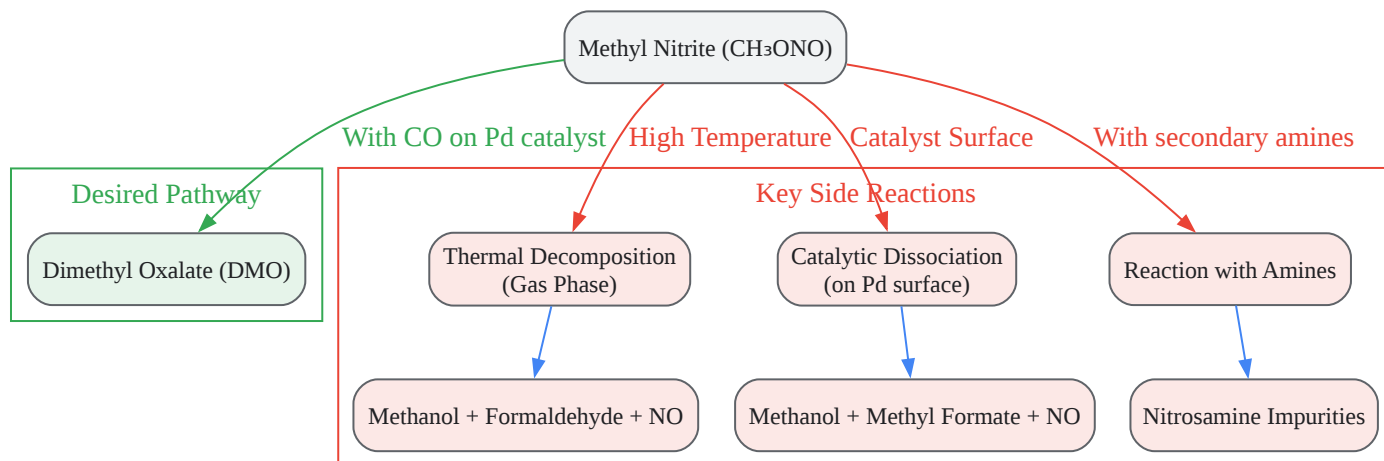 Methyl Nitrite (CH₃ONO)
With CO on Pd catalyst
High Temperature
Catalyst Surface
With secondary amines
Desired Pathway
Key Side Reactions
Dimethyl Oxalate (DMO)
Thermal Decomposition
(Gas Phase)
Catalytic Dissociation
(on Pd surface)
Reaction with Amines
Methanol + Formaldehyde + NO
Methanol + Methyl Formate + NO
Nitrosamine Impurities